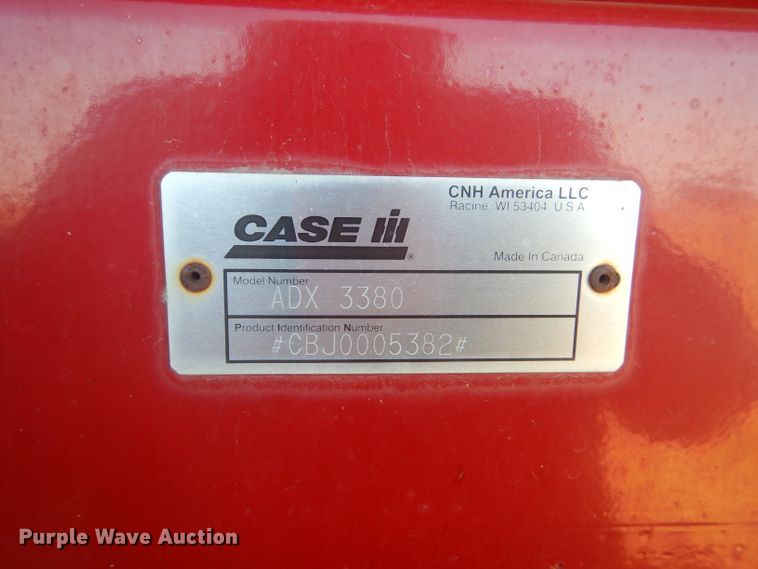 CNH America LLC
Racine WI 53404 U.S.A.
CASE IH
®
Made In Canada
Model Number
ADX 3380
Product Identification Number
#CBJ0005382#
Purple Wave Auction